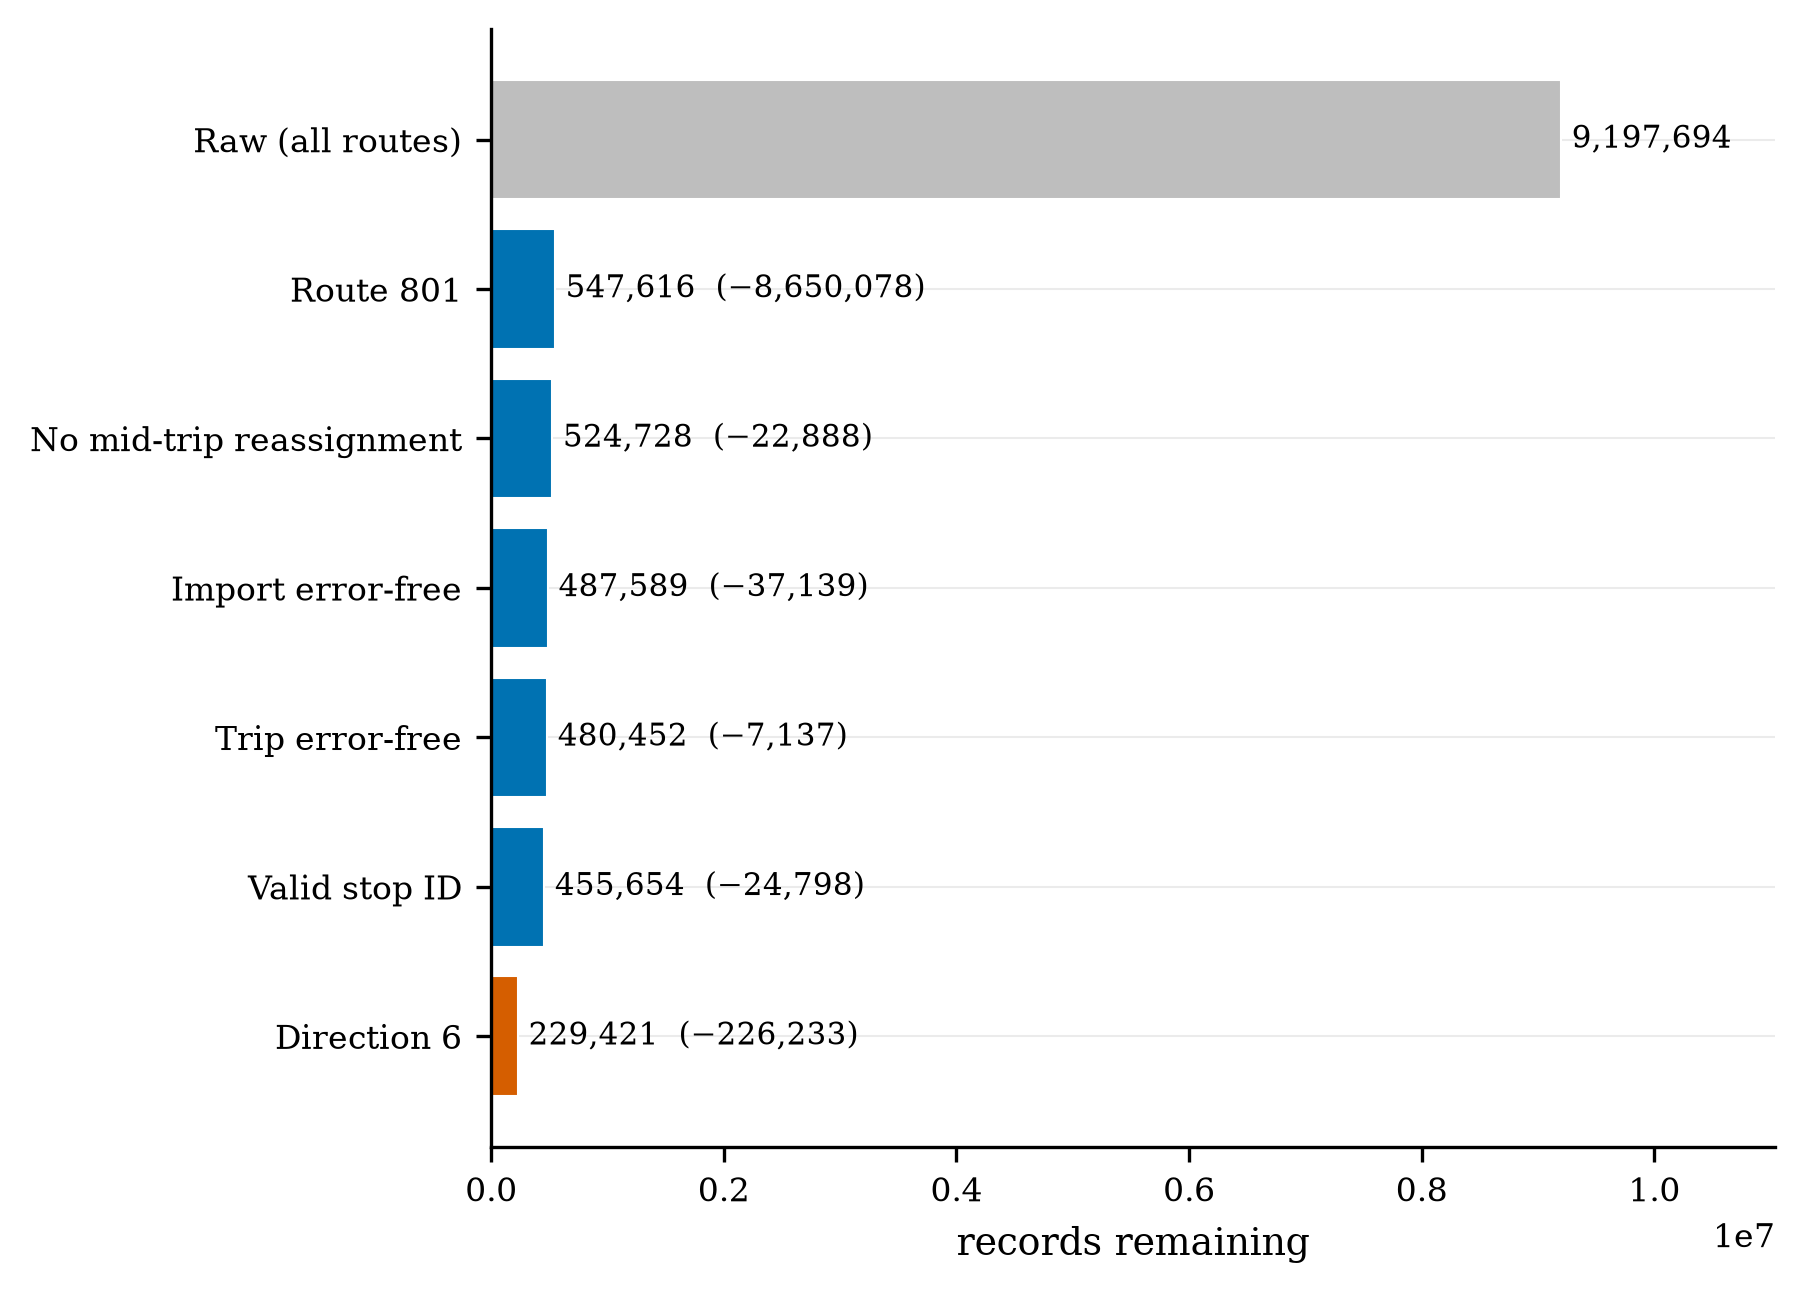 Raw (all routes)
9,197,694
Route 801
547,616  (−8,650,078)
No mid-trip reassignment
524,728  (−22,888)
Import error-free
487,589  (−37,139)
Trip error-free
480,452  (−7,137)
Valid stop ID
455,654  (−24,798)
Direction 6
229,421  (−226,233)
0.0 0.2 0.4 0.6 0.8 1.0
1e7
records remaining